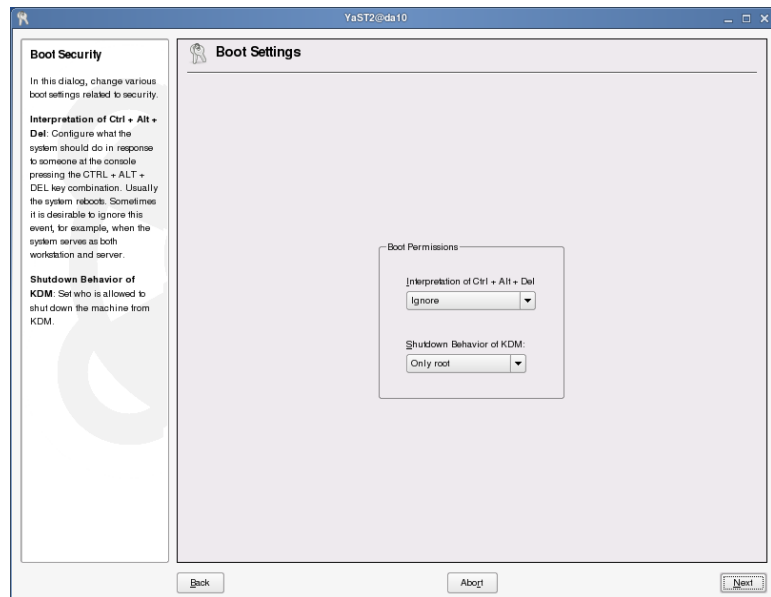 YaST2@da10
Boot Security
In this dialog, change various
boot settings related to security.
Interpretation of Ctrl + Alt +
Del: Configure what the
system should do in response
to someone at the console
pressing the CTRL + ALT +
DEL key combination. Usually
the system reboots. Sometimes
it is desirable to ignore this
event, for example, when the
system serves as both
workstation and server.
Shutdown Behavior of
KDM: Set who is allowed to
shut down the machine from
KDM.
Boot Settings
Boot Permissions
Interpretation of Ctrl + Alt + Del
Ignore
Shutdown Behavior of KDM:
Only root
Back
Abort
Next